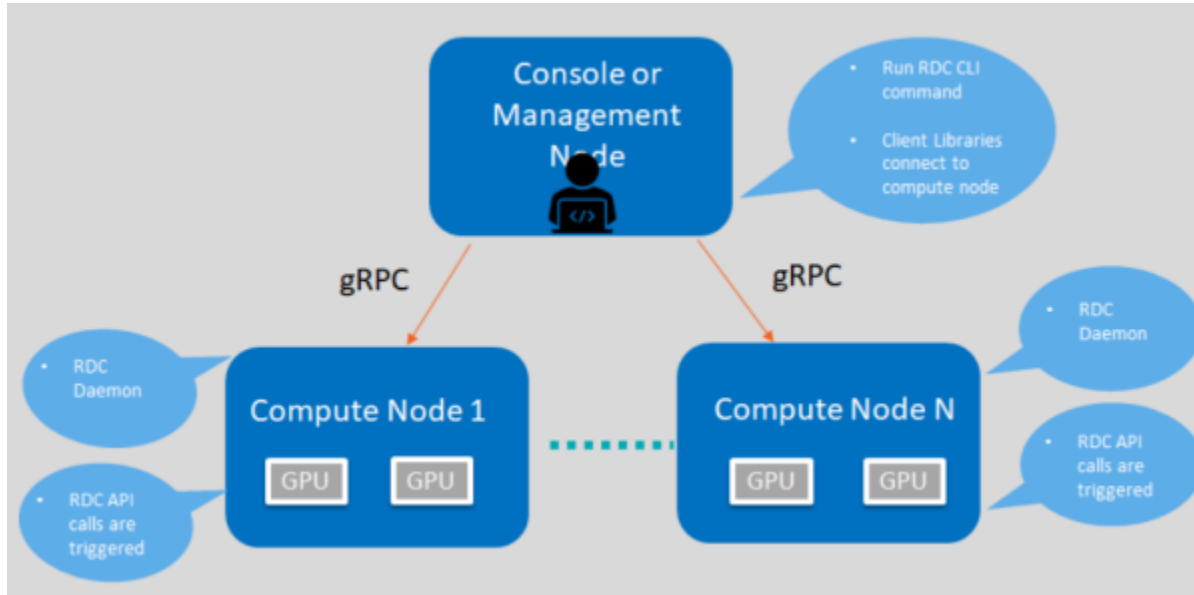 Console or
Management
Node
</>
• Run RDC CLI
command
• Client Libraries
connect to
compute node
gRPC
gRPC
• RDC
Daemon
Compute Node 1
GPU
GPU
• RDC API
calls are
triggered
• RDC
Daemon
Compute Node N
GPU
GPU
• RDC API
calls are
triggered